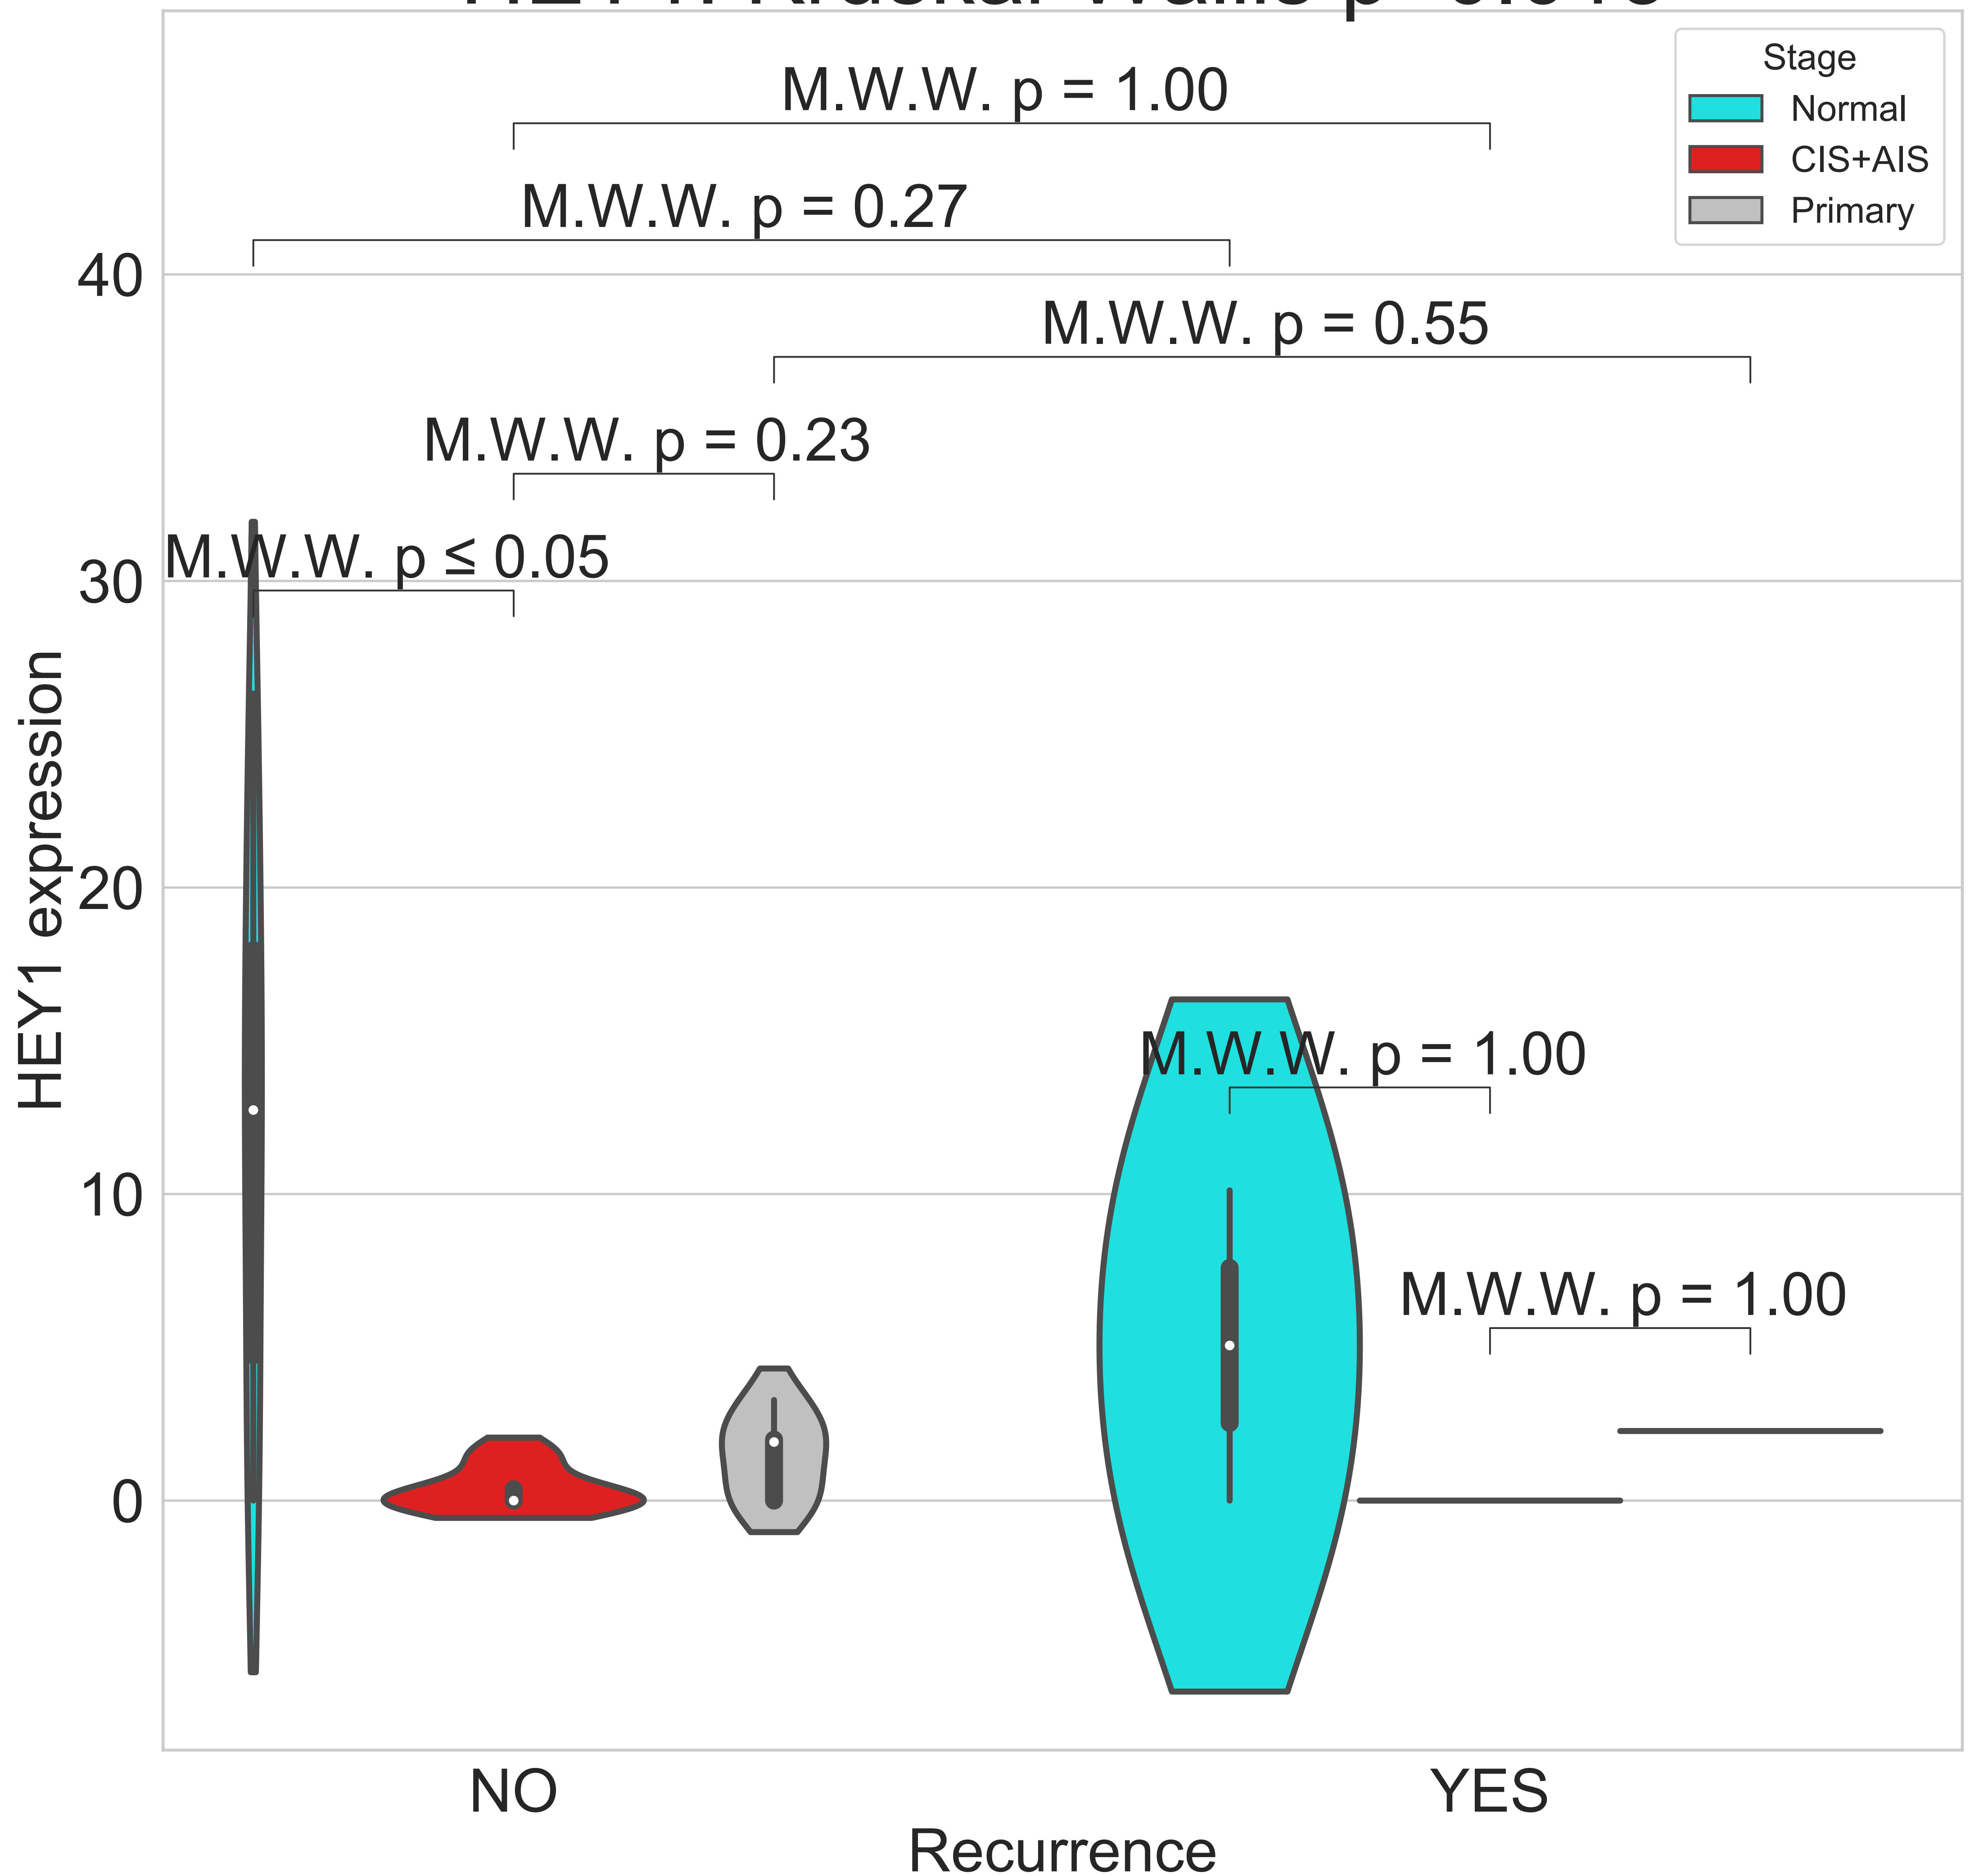 Stage
Normal
CIS+AIS
Primary
M.W.W. p = 1.00
M.W.W. p = 0.27
40
M.W.W. p = 0.55
M.W.W. p = 0.23
M.W.W. p ≤ 0.05
30
HEY1 expression
20
M.W.W. p = 1.00
10
M.W.W. p = 1.00
0
NO
YES
Recurrence